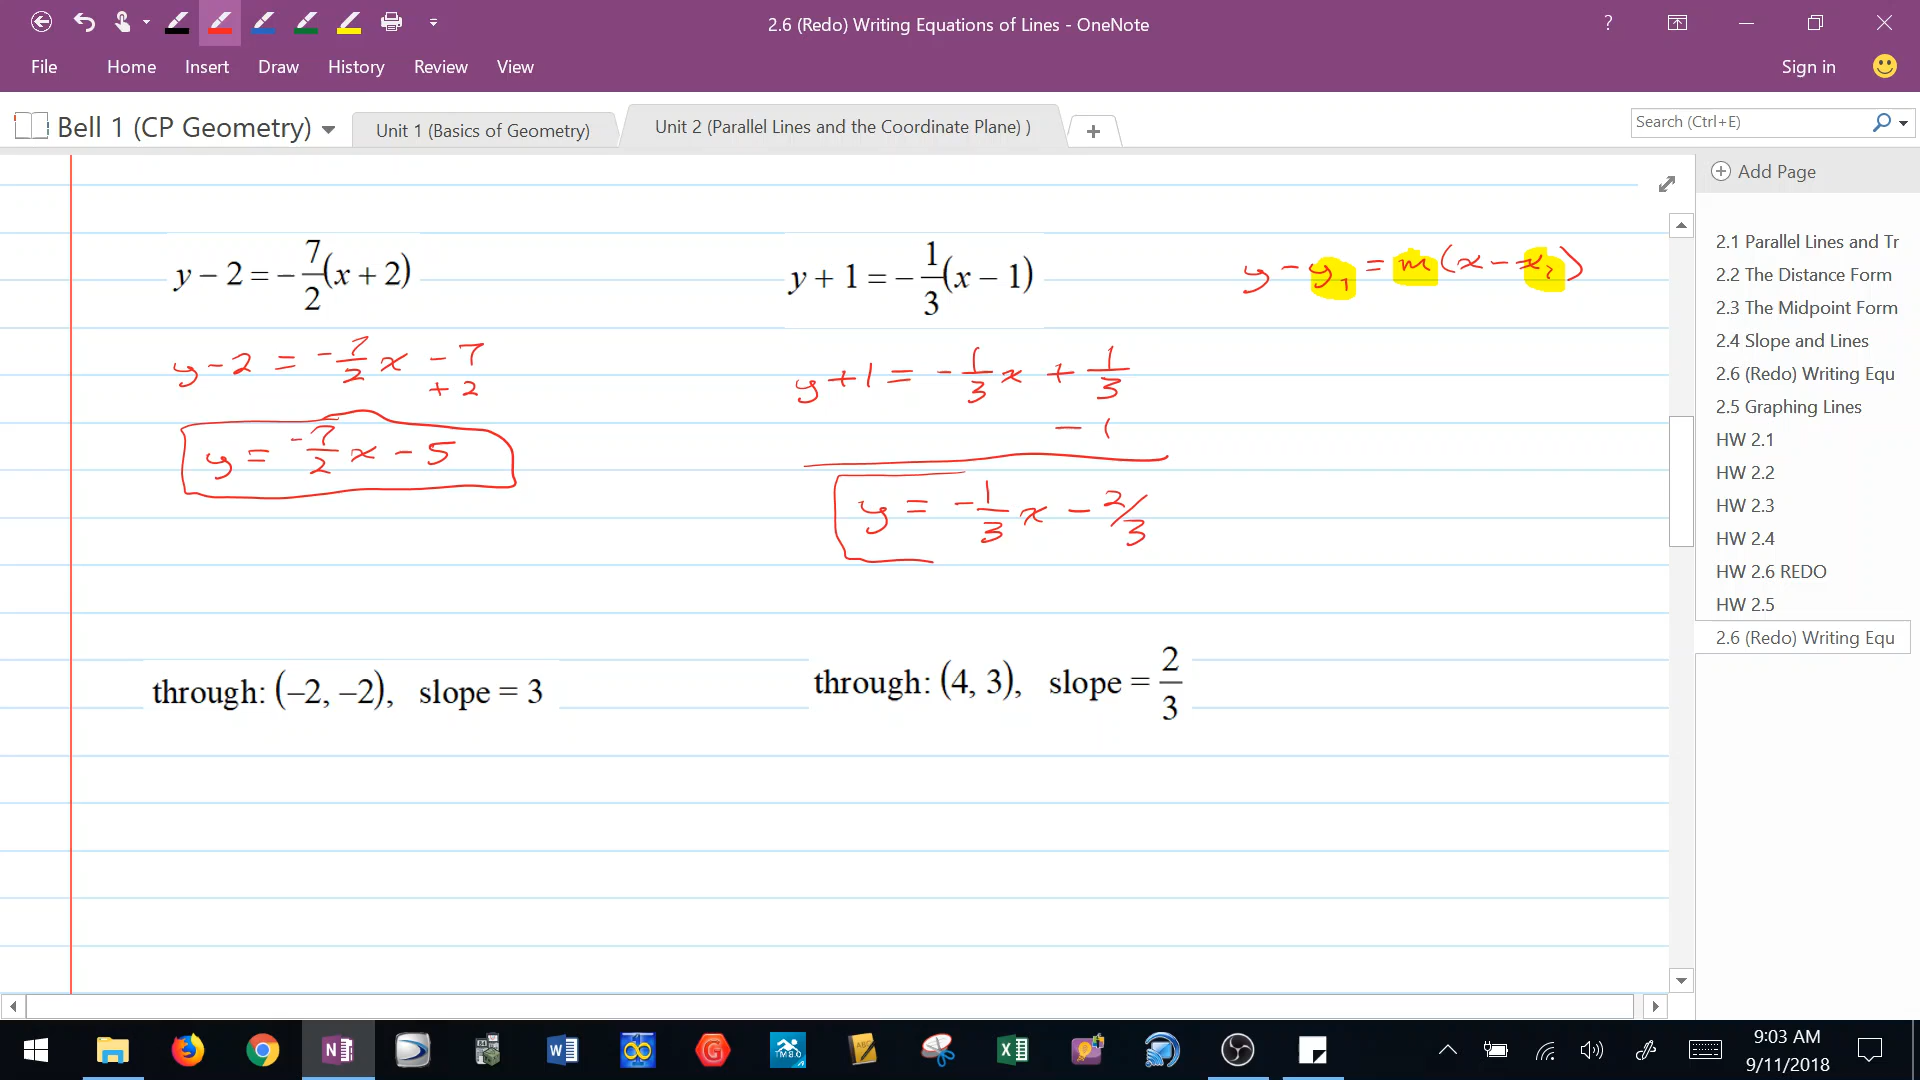 2.6 (Redo) Writing Equations of Lines - OneNote
?
File Home Insert Draw History Review View
Sign in
Bell 1 (CP Geometry)
Unit 1 (Basics of Geometry)
Unit 2 (Parallel Lines and the Coordinate Plane) )
+
Search (Ctrl+E)
Add Page
2.1 Parallel Lines and Tr
2.2 The Distance Form
2.3 The Midpoint Form
2.4 Slope and Lines
2.6 (Redo) Writing Equ
2.5 Graphing Lines
HW 2.1
HW 2.2
HW 2.3
HW 2.4
HW 2.6 REDO
HW 2.5
2.6 (Redo) Writing Equ
y − 2 = −7/2(x + 2)
y − 2 = −7/2 x − 7
+ 2
y = −7/2 x − 5
y + 1 = −1/3(x − 1)
y + 1 = −1/3 x + 1/3
− 1
y = −1/3 x − 2/3
y − y₁ = m(x − x₁)
through: (−2, −2), slope = 3
through: (4, 3), slope = 2/3
9:03 AM
9/11/2018